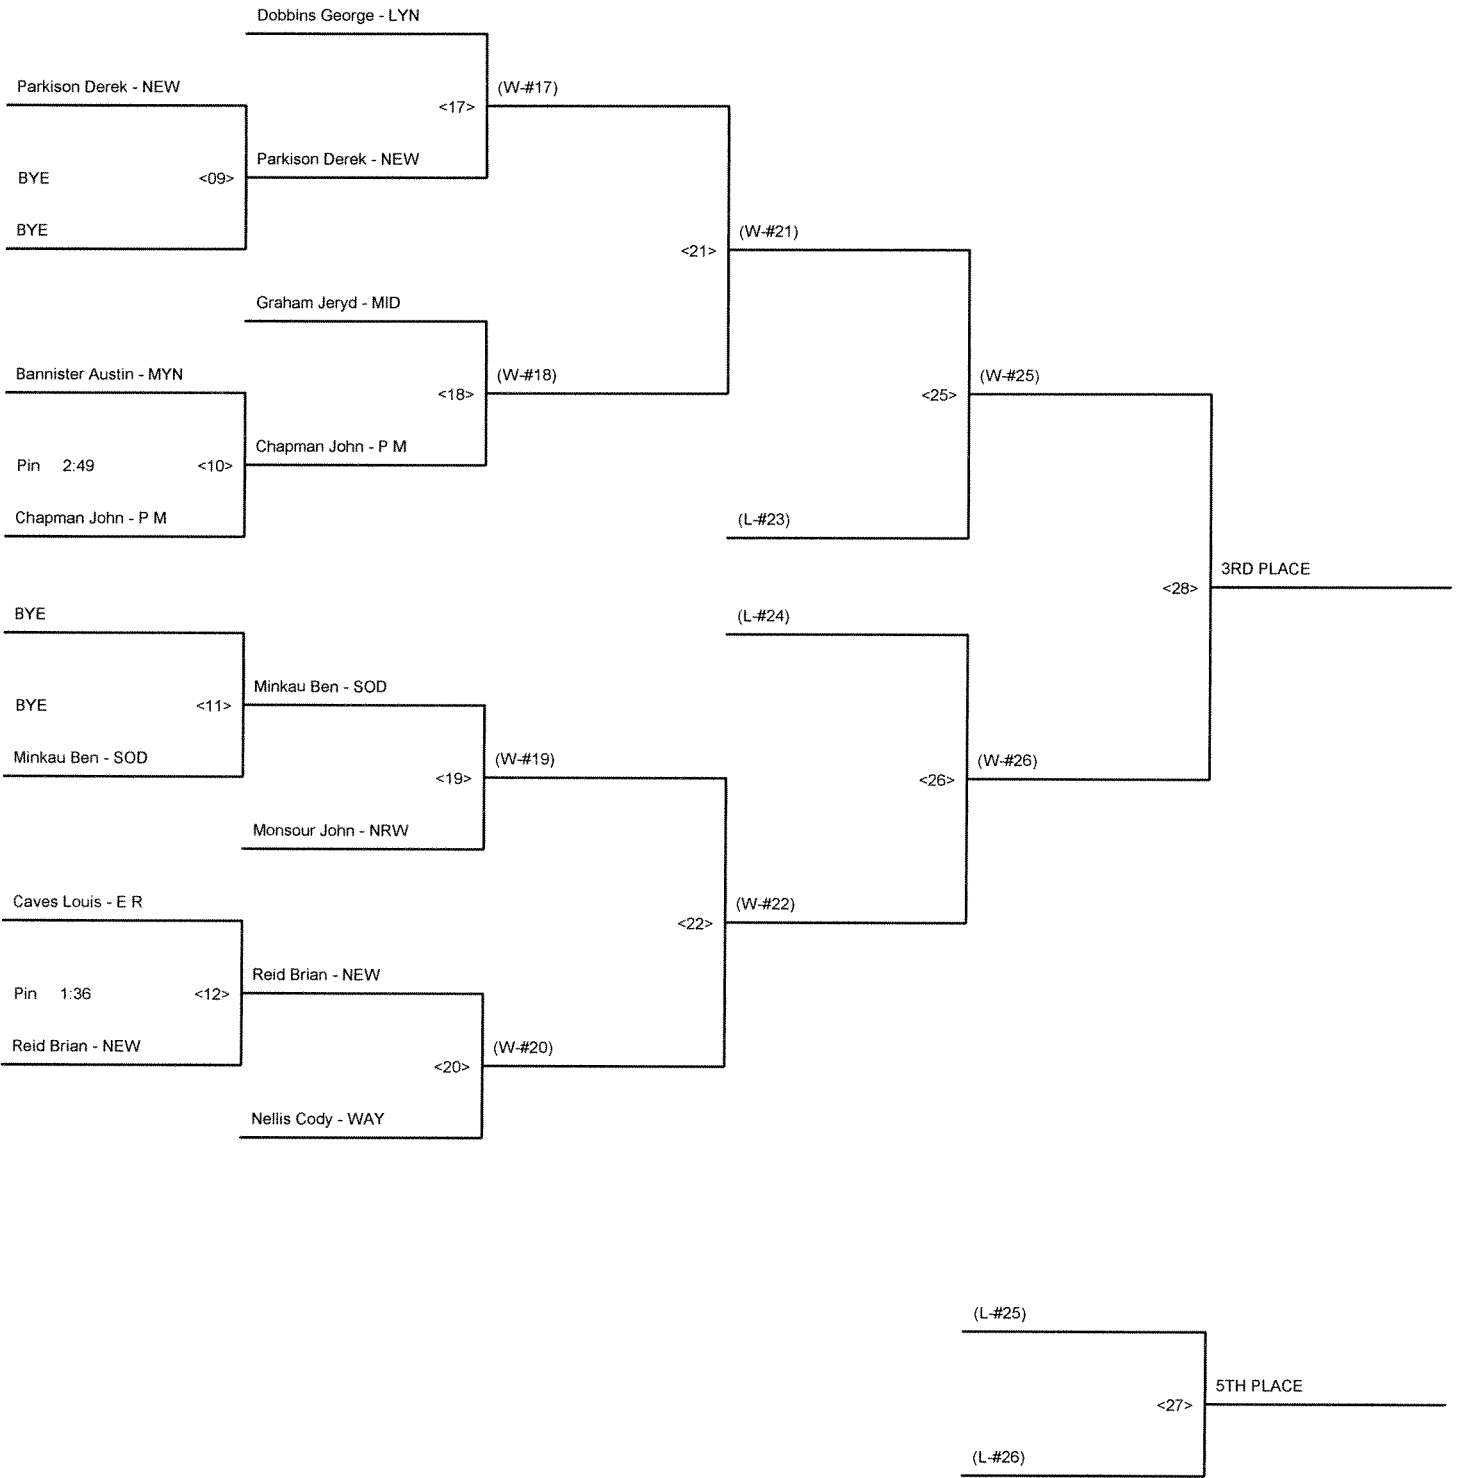 Dobbins George - LYN
Parkison Derek - NEW
(W-#17)
<17>
Parkison Derek - NEW
BYE <09>
BYE
(W-#21)
<21>
Graham Jeryd - MID
Bannister Austin - MYN
(W-#18)
(W-#25)
<18>
<25>
Chapman John - P M
Pin 2:49 <10>
Chapman John - P M
(L-#23)
3RD PLACE
<28>
BYE
(L-#24)
Minkau Ben - SOD
BYE <11>
Minkau Ben - SOD
(W-#19)
(W-#26)
<19>
<26>
Monsour John - NRW
Caves Louis - E R
(W-#22)
<22>
Reid Brian - NEW
Pin 1:36 <12>
Reid Brian - NEW
(W-#20)
<20>
Nellis Cody - WAY
(L-#25)
5TH PLACE
<27>
(L-#26)